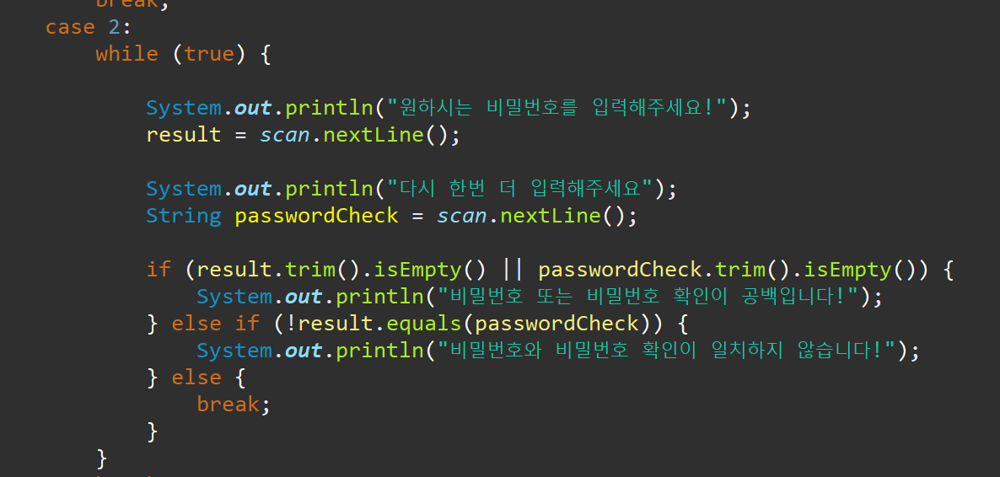 break;
case 2:
while (true) {
System.out.println("원하시는 비밀번호를 입력해주세요!");
result = scan.nextLine();
System.out.println("다시 한번 더 입력해주세요");
String passwordCheck = scan.nextLine();
if (result.trim().isEmpty() || passwordCheck.trim().isEmpty()) {
System.out.println("비밀번호 또는 비밀번호 확인이 공백입니다!");
} else if (!result.equals(passwordCheck)) {
System.out.println("비밀번호와 비밀번호 확인이 일치하지 않습니다!");
} else {
break;
}
}